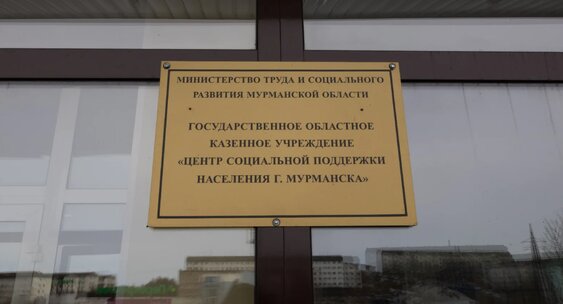 МИНИСТЕРСТВО ТРУДА И СОЦИАЛЬНОГО
РАЗВИТИЯ МУРМАНСКОЙ ОБЛАСТИ
ГОСУДАРСТВЕННОЕ ОБЛАСТНОЕ
КАЗЕННОЕ УЧРЕЖДЕНИЕ
«ЦЕНТР СОЦИАЛЬНОЙ ПОДДЕРЖКИ
НАСЕЛЕНИЯ Г. МУРМАНСКА»